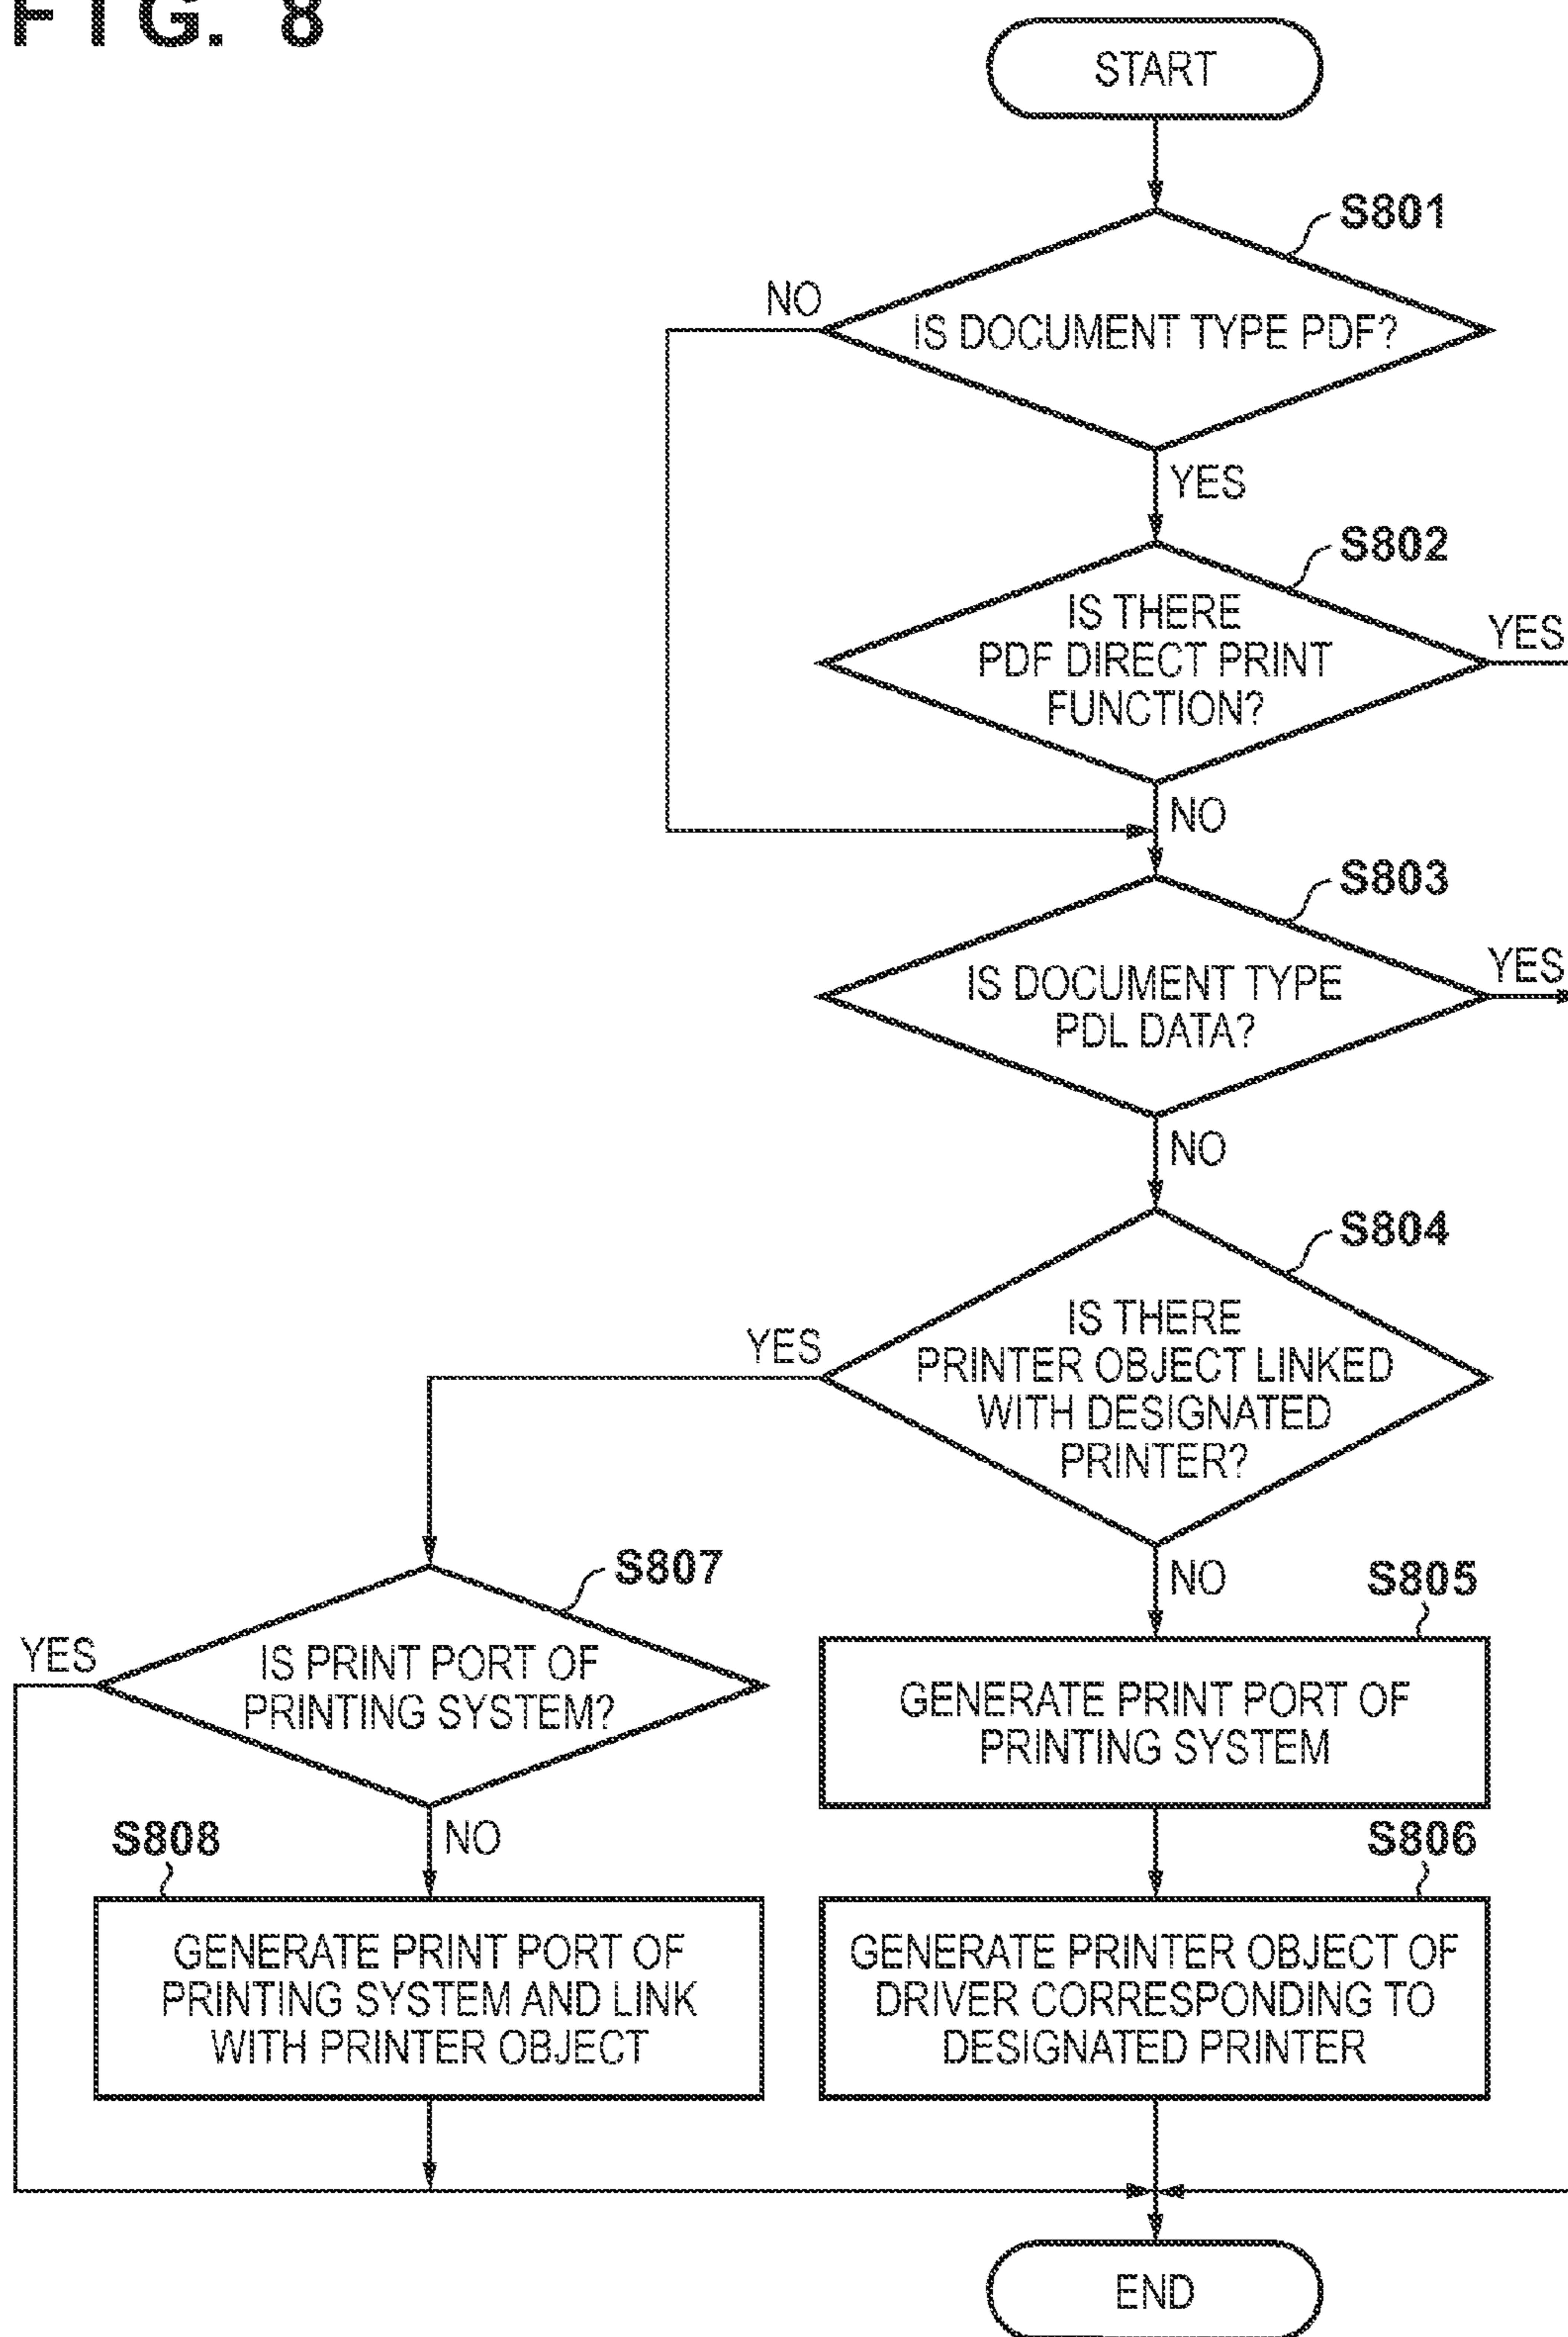 FIG. 8
START
S801
NO
IS DOCUMENT TYPE PDF?
YES
S802
IS THERE
PDF DIRECT PRINT
FUNCTION?
YES
NO
S803
IS DOCUMENT TYPE
PDL DATA?
YES
NO
S804
IS THERE
PRINTER OBJECT LINKED
WITH DESIGNATED
PRINTER?
YES
NO
S807
IS PRINT PORT OF
PRINTING SYSTEM?
YES
NO
S805
GENERATE PRINT PORT OF
PRINTING SYSTEM
S808
GENERATE PRINT PORT OF
PRINTING SYSTEM AND LINK
WITH PRINTER OBJECT
S806
GENERATE PRINTER OBJECT OF
DRIVER CORRESPONDING TO
DESIGNATED PRINTER
END